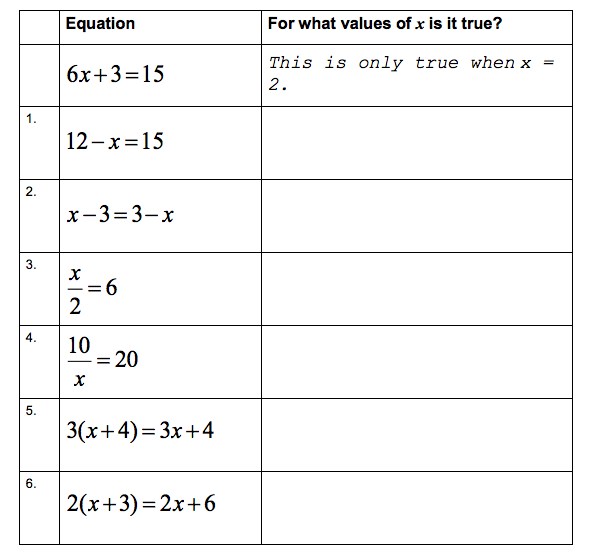 Equation For what values of x is it true?
6x+3=15 This is only true when x =
2.
1.
12–x=15
2.
x–3=3–x
3.
x/2=6
4.
10/x=20
5.
3(x+4)=3x+4
6.
2(x+3)=2x+6